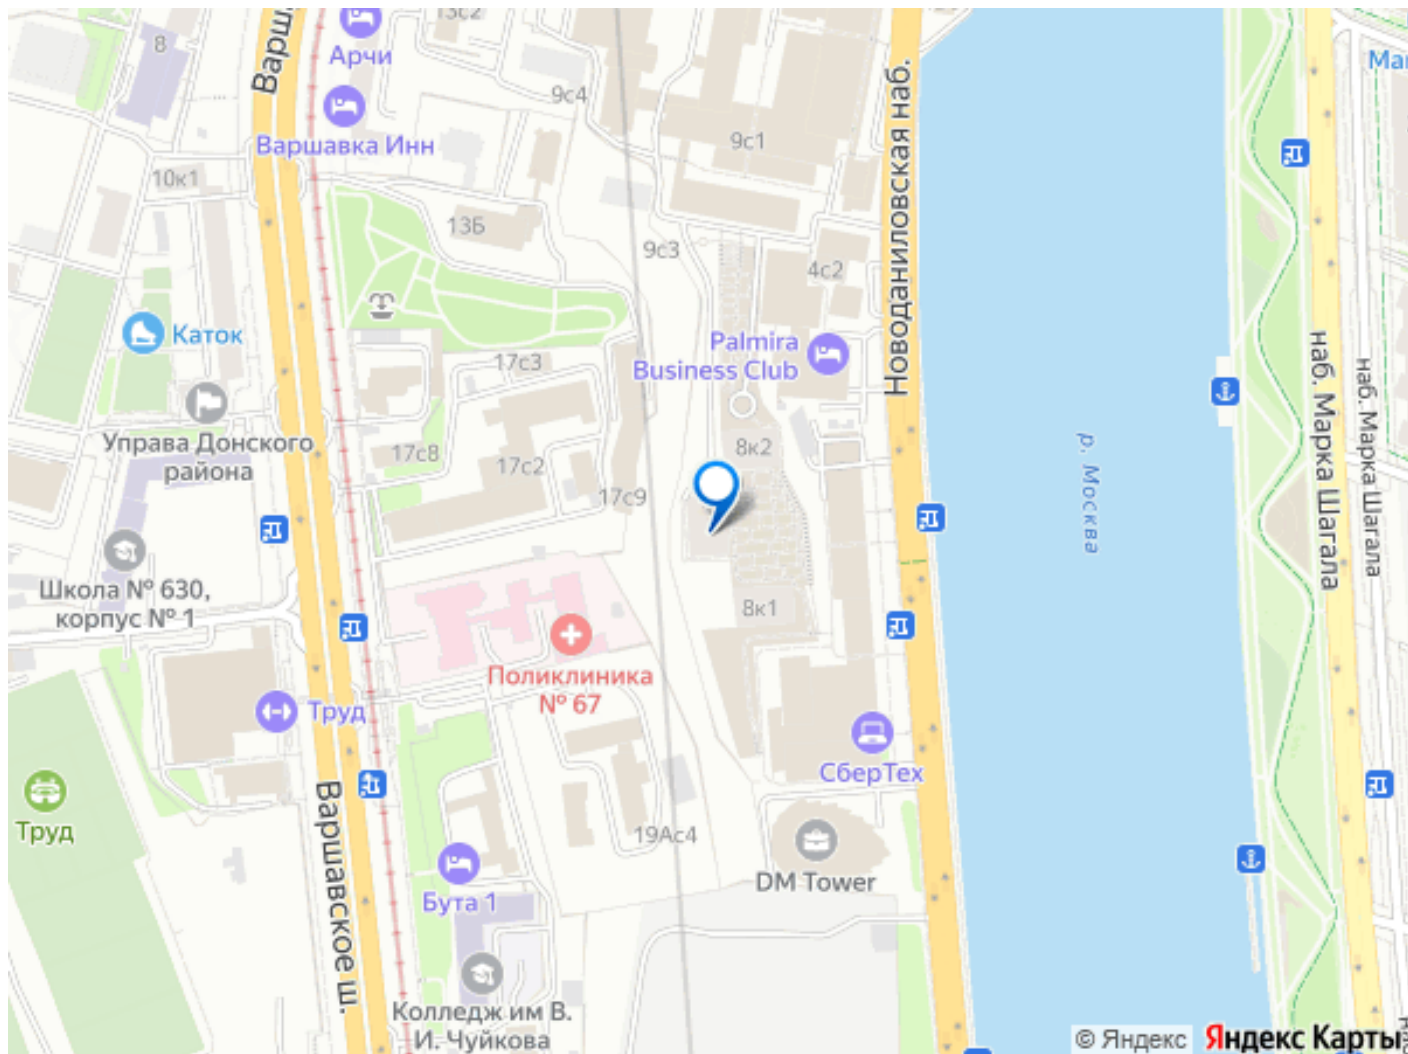 13с2
8
Арчи
Варш
9с4
Мар
Варшавка Инн
9с1
10к1
13Б
9с3
4с2
Новоданиловская наб.
Каток
Palmira
Business Club
17с3
наб. Марка Шагала
наб. Марка Шагала
Управа Донского
района
17с8
17с2
8к2
17с9
р. Москва
Школа № 630,
корпус № 1
8к1
Поликлиника
№ 67
Труд
СберТех
Труд
Варшавское ш.
19Ас4
DM Tower
Бута 1
Колледж им В.
И. Чуйкова
© Яндекс
Яндекс Карты